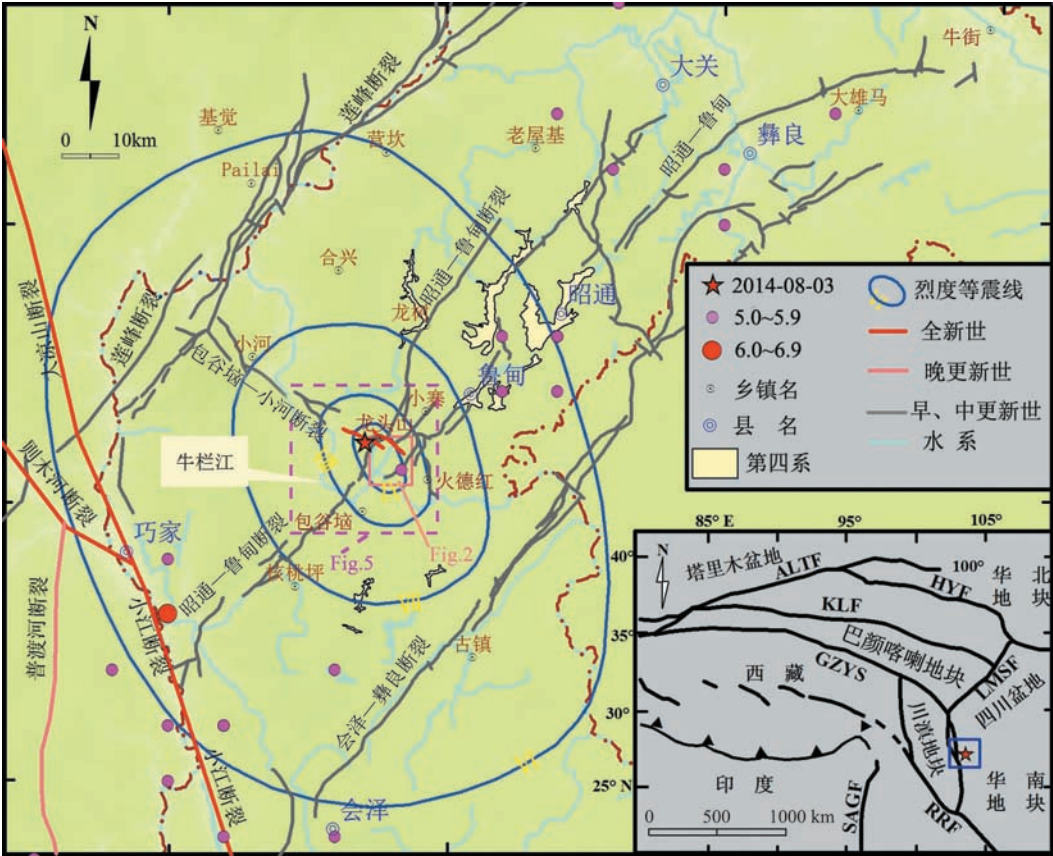 N
0 10km
莲峰断裂
基觉
营坎
Pailai
老屋基
大关
牛街
大雄马
昭通—鲁甸
彝良
合兴
昭通—鲁甸断裂
龙树
昭通
大凉山断裂
莲峰断裂
小河
包谷垴—小河断裂
鲁甸
小寨
龙头山
牛栏江
火德红
则木河断裂
包谷垴
Fig.5
Fig.2
巧家
核桃坪
昭通—鲁甸断裂
普渡河断裂
小江断裂
古镇
会泽—彝良断裂
小江断裂
会泽
VIII
VII
VI
2014-08-03
5.0~5.9
6.0~6.9
乡镇名
县 名
第四系
烈度等震线
全新世
晚更新世
早、中更新世
水 系
85° E 95° 105°
N
40°
35°
30°
25° N
塔里木盆地
ALTF
100°
HYF
华北
地块
KLF
巴颜喀喇地块
GZYS
LMSF
西 藏
四川盆地
川滇地块
印 度
华南
地块
SAGF
RRF
0 500 1000 km